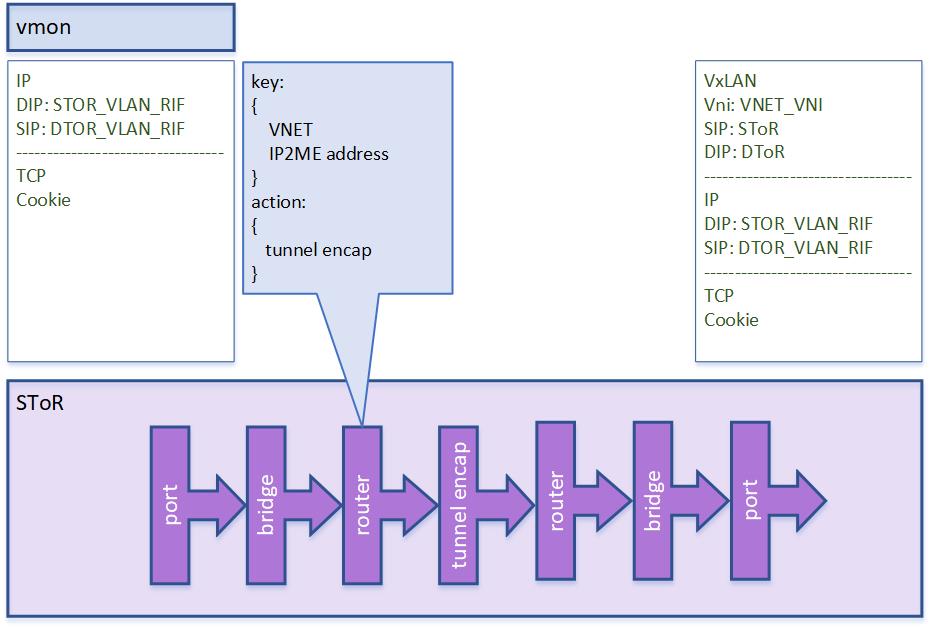 vmon
IP
DIP: STOR_VLAN_RIF
SIP: DTOR_VLAN_RIF
----------------------------------
TCP
Cookie
key:
{
VNET
IP2ME address
}
action:
{
tunnel encap
}
VxLAN
Vni: VNET_VNI
SIP: SToR
DIP: DToR
----------------------------------
IP
DIP: STOR_VLAN_RIF
SIP: DTOR_VLAN_RIF
----------------------------------
TCP
Cookie
SToR
port
bridge
router
tunnel encap
router
bridge
port